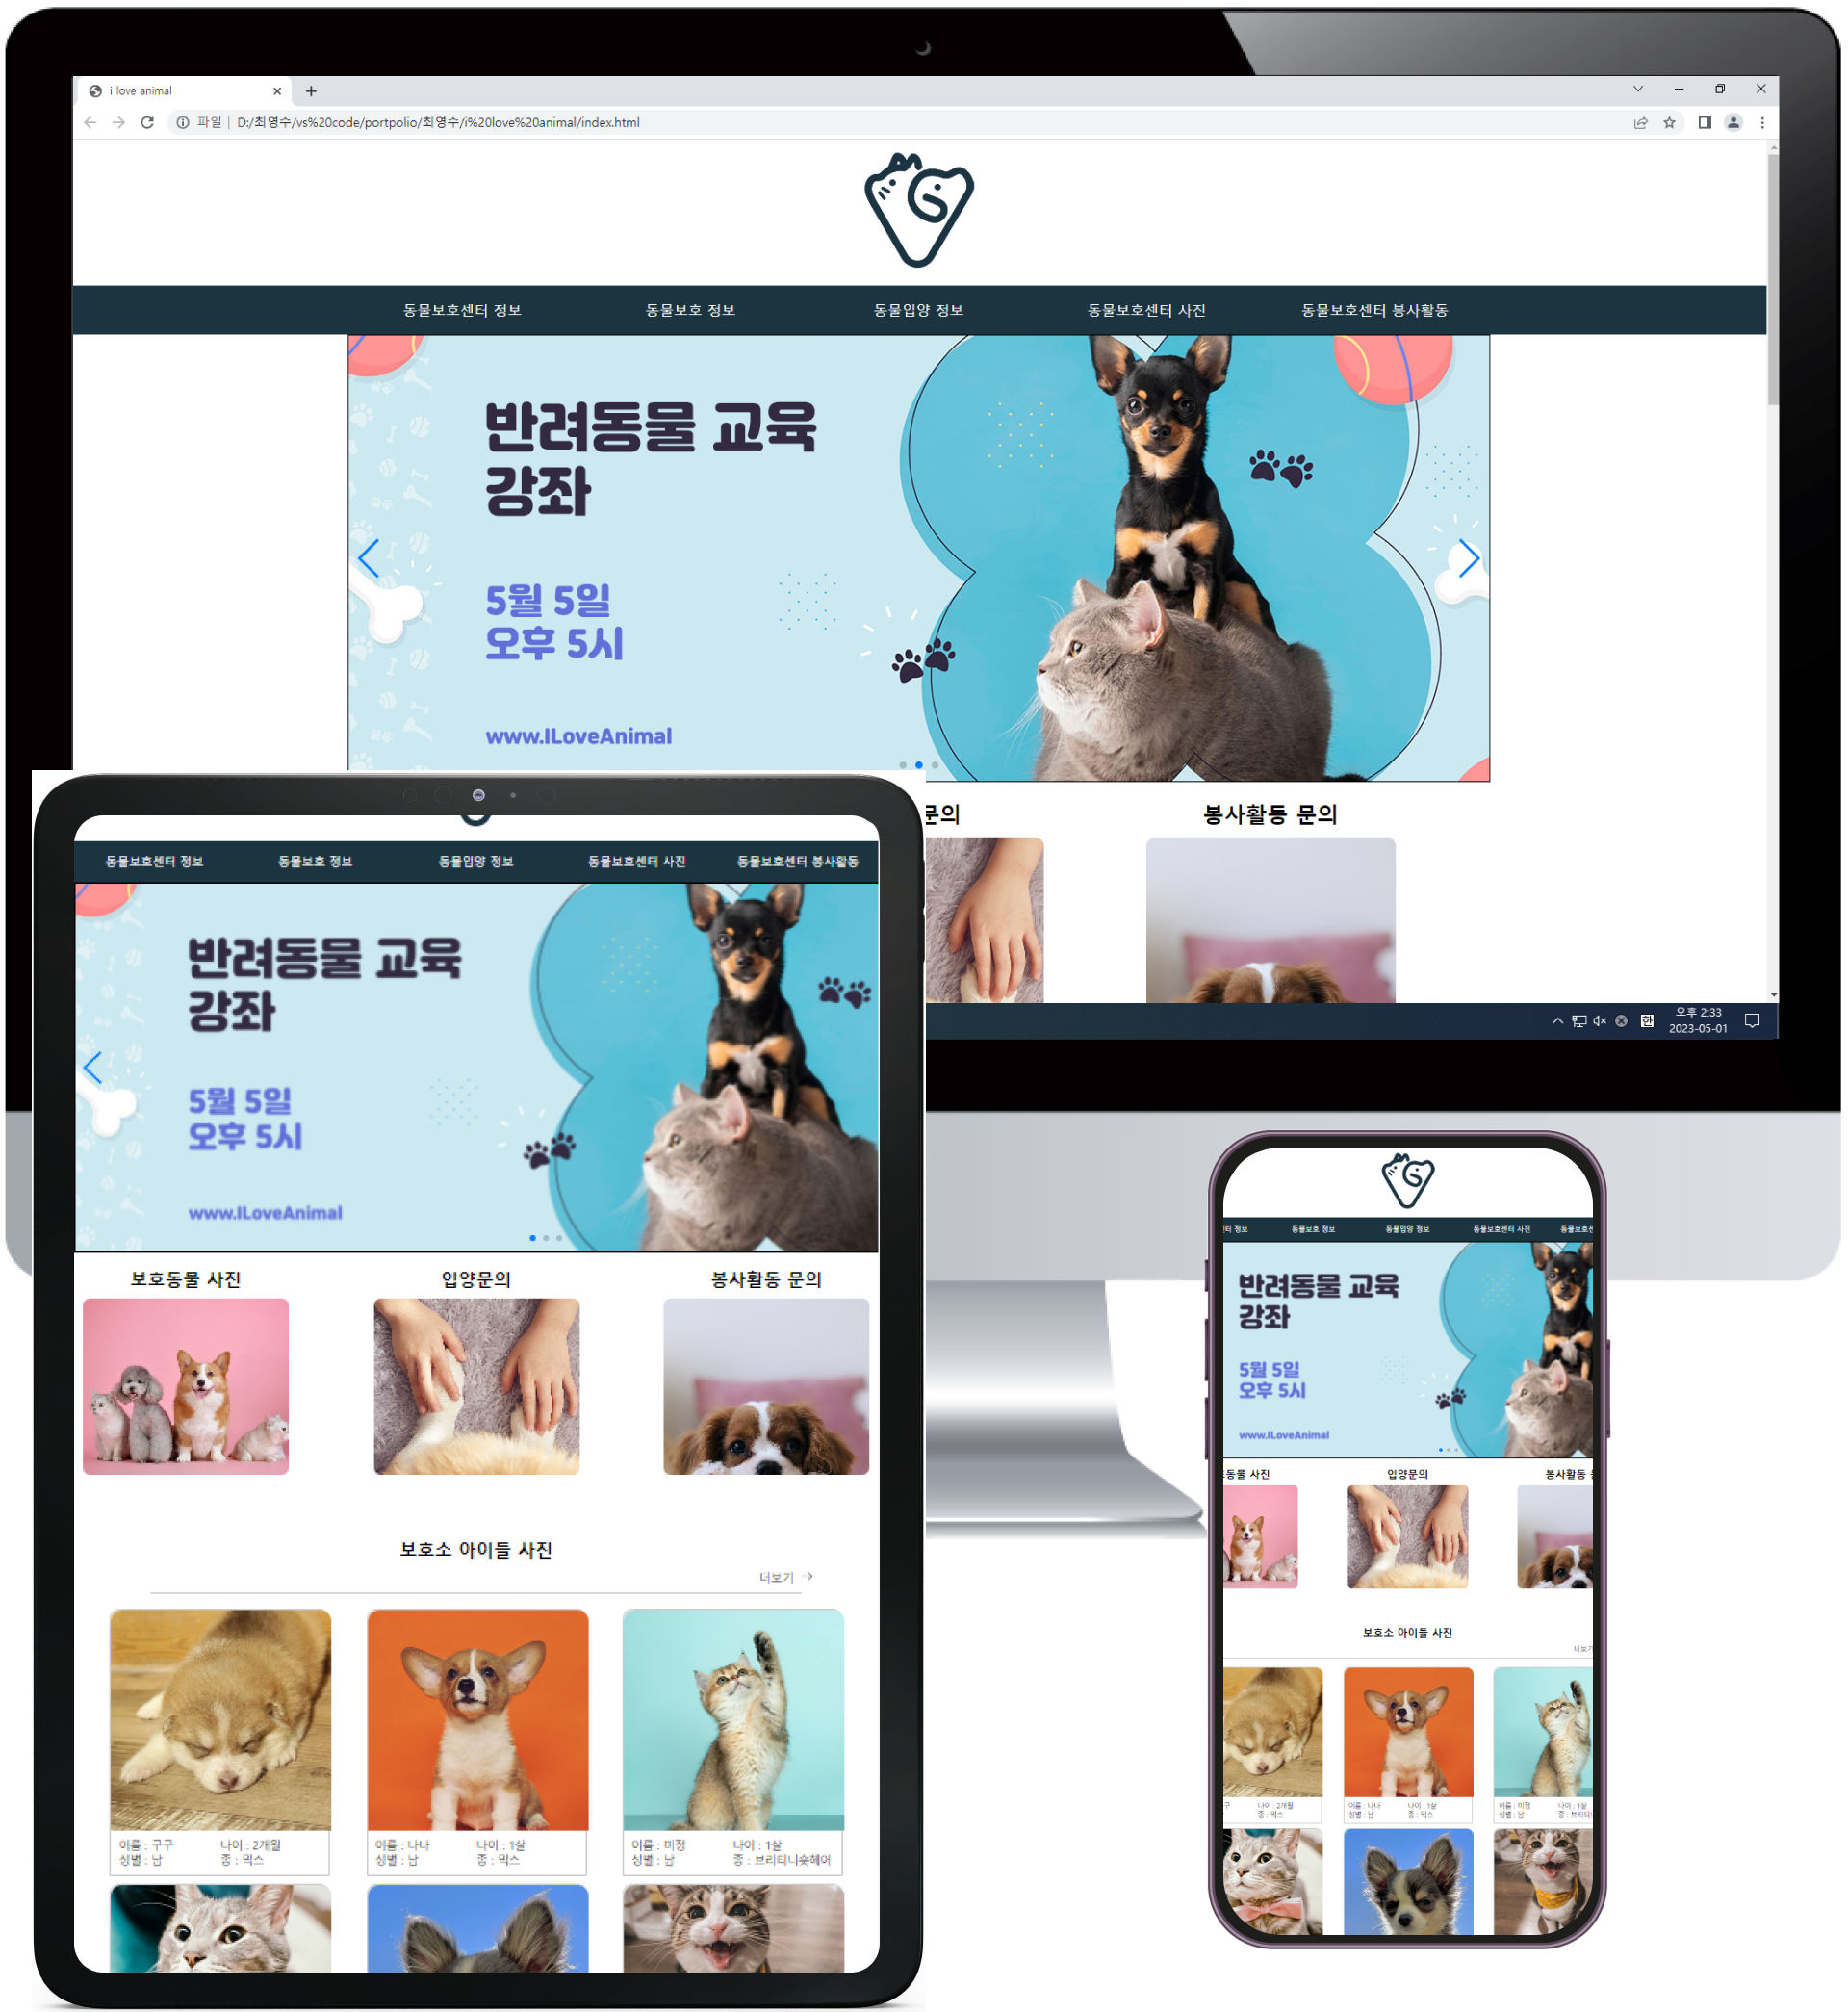 i love animal
파일 | D:/최영수/vs%20code/portpolio/최영수/i%20love%20animal/index.html
동물보호센터 정보 동물보호 정보 동물입양 정보 동물보호센터 사진 동물보호센터 봉사활동
반려동물 교육
강좌
5월 5일
오후 5시
www.ILoveAnimal
문의 봉사활동 문의
오후 2:33
2023-05-01
한
동물보호센터 정보 동물보호 정보 동물입양 정보 동물보호센터 사진 동물보호센터 봉사활동
반려동물 교육
강좌
5월 5일
오후 5시
www.ILoveAnimal
보호동물 사진 입양문의 봉사활동 문의
보호소 아이들 사진
더보기 →
이름 : 구구 나이 : 2개월
성별 : 남 종 : 믹스
이름 : 나나 나이 : 1살
성별 : 남 종 : 믹스
이름 : 미정 나이 : 1살
성별 : 남 종 : 브리티니숏헤어
터 정보 동물보호 정보 동물입양 정보 동물보호센터 사진 동물보호센
반려동물 교육
강좌
5월 5일
오후 5시
www.ILoveAnimal
동물 사진 입양문의 봉사활동
보호소 아이들 사진
더보기
구 나이 : 2개월
종 : 믹스
이름 : 나나 나이 : 1살
성별 : 남 종 : 믹스
이름 : 미정 나이 : 1살
성별 : 남 종 : 브리티니